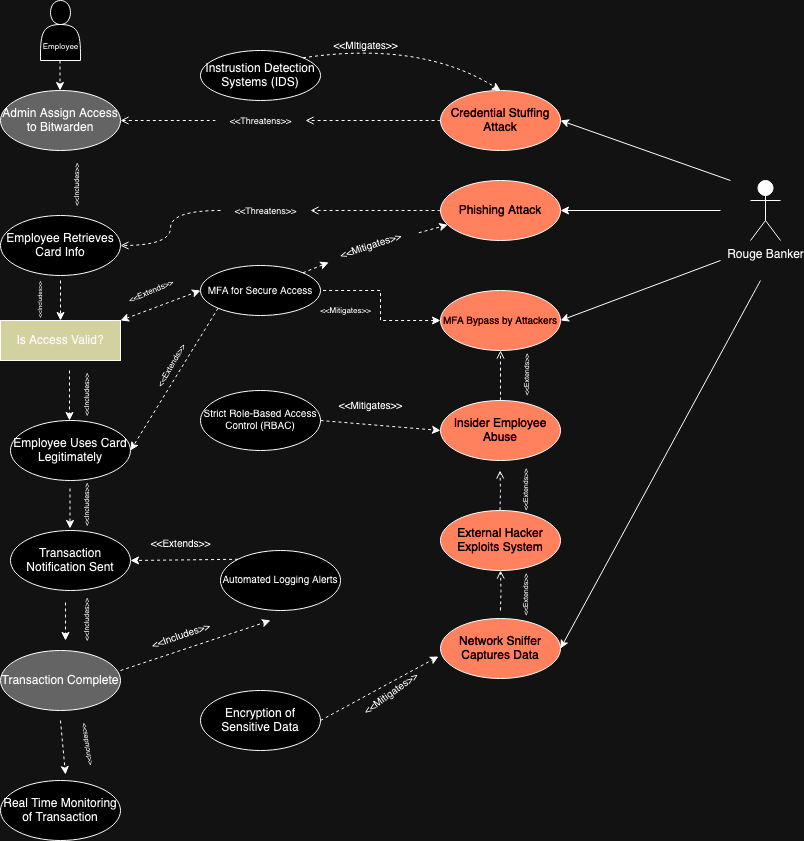 Employee
<<MItigates>>
Instrustion Detection
Systems (IDS)
Admin Assign Access
to Bitwarden
<<Threatens>>
Credential Stuffing
Attack
<<Includes>>
<<Threatens>>
Phishing Attack
Rouge Banker
Employee Retrieves
Card Info
<<Mitigates>>
<<Includes>>
<<Extends>>
MFA for Secure Access
<<Mitigates>>
MFA Bypass by Attackers
Is Access Valid?
<<Extends>>
<<Extends>>
<<Includes>>
Strict Role-Based Access
Control (RBAC)
<<Mitigates>>
Insider Employee
Abuse
Employee Uses Card
Legitimately
<<Includes>>
<<Extends>>
Transaction
Notification Sent
<<Extends>>
External Hacker
Exploits System
Automated Logging Alerts
<<Extends>>
<<Includes>>
<<Includes>>
Network Sniffer
Captures Data
Transaction Complete
<<Mitigates>>
Encryption of
Sensitive Data
<<Includes>>
Real Time Monitoring
of Transaction